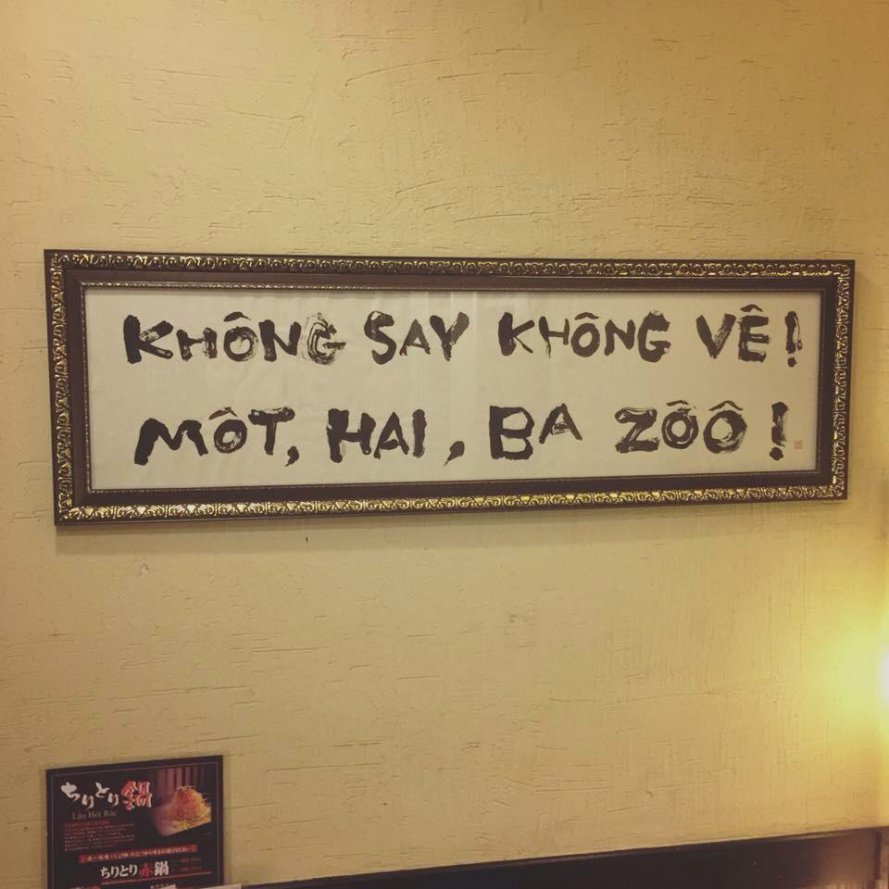 KHÔNG SAY KHÔNG VÊ!
MÔT, HAI, BA ZÔÔ!
ちりとり鍋
Lẩu Hót Rác
ちりとり赤鍋